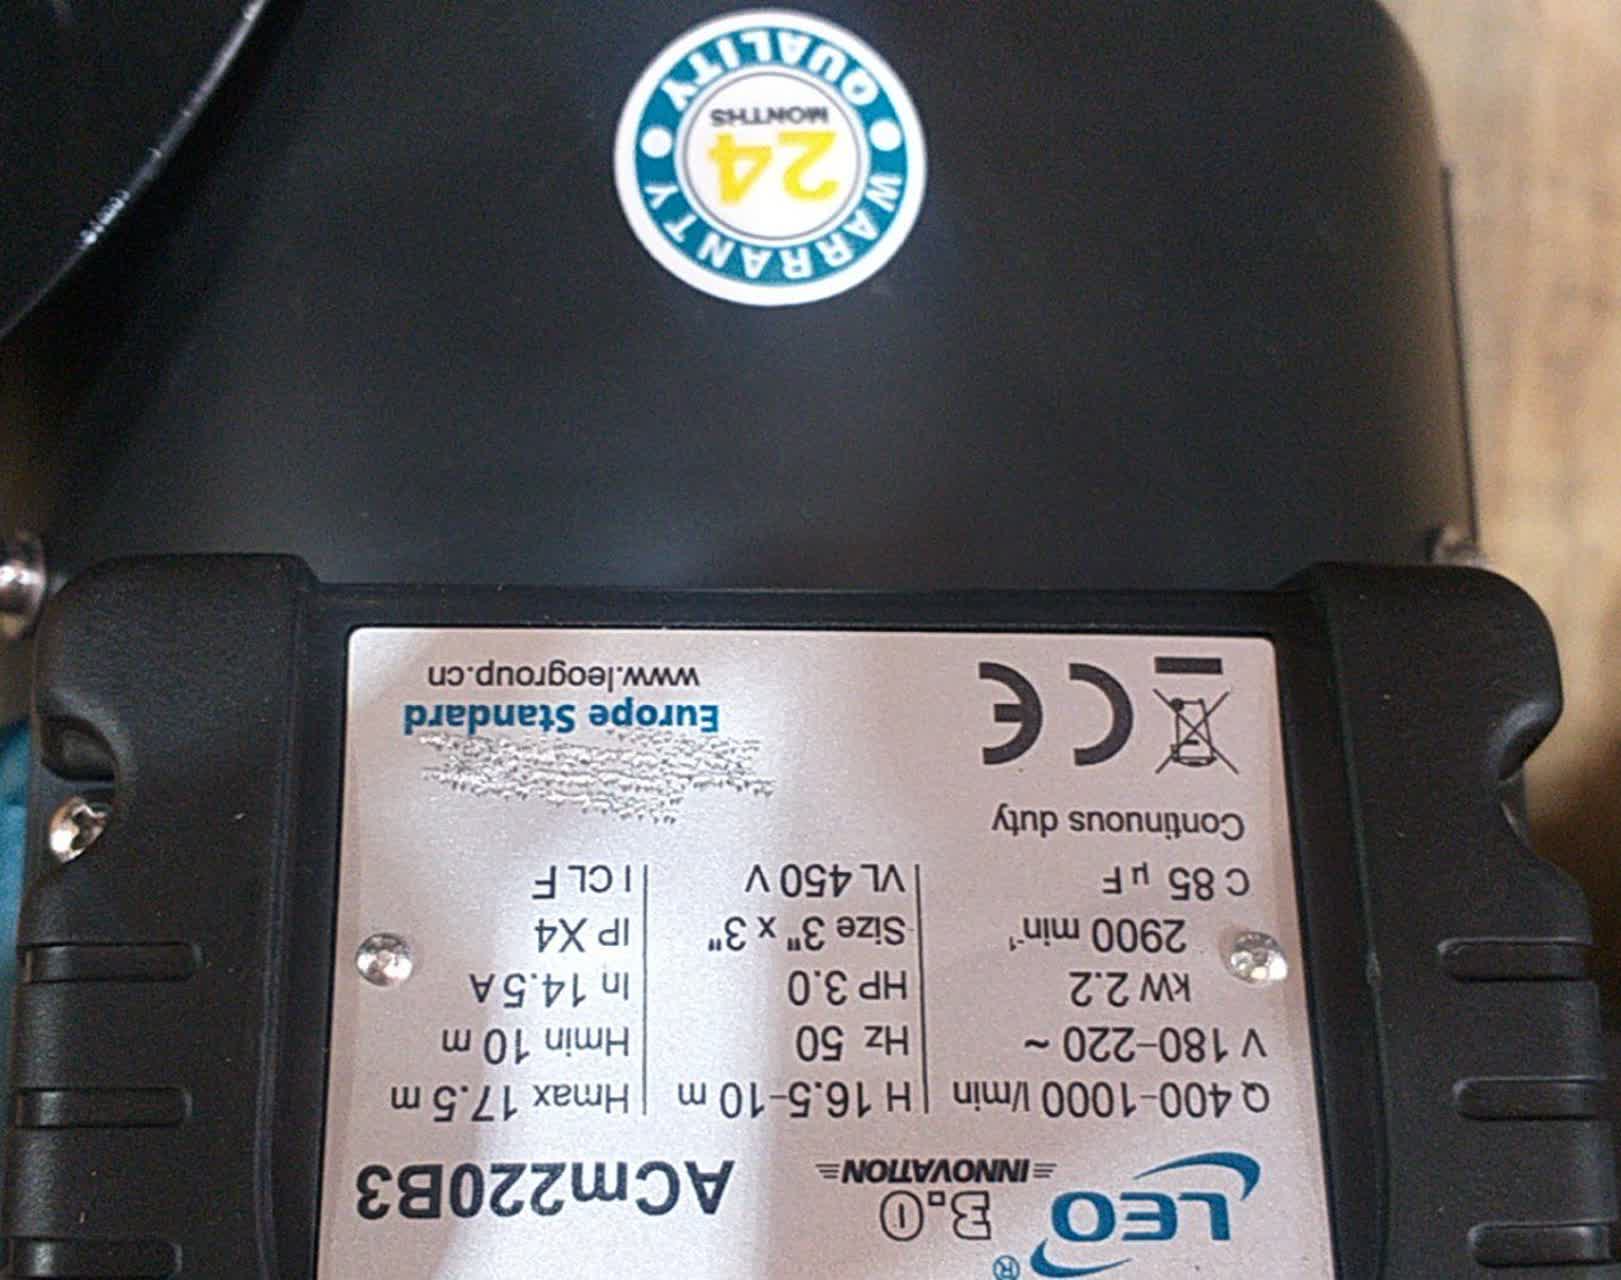 LEO®
3.0
INNOVATION
ACm220B3
Q 400-1000 l/min | H 16.5-10 m | Hmax 17.5 m
V 180-220 ~ | Hz 50 | Hmin 10 m
kW 2.2 | HP 3.0 | In 14.5 A
2900 min⁻¹ | Size 3" x 3" | IP X4
C 85 µF | VL 450 V | I CL F
Continuous duty
CE
Europe Standard
www.leogroup.cn
WARRANTY
24
MONTHS
QUALITY